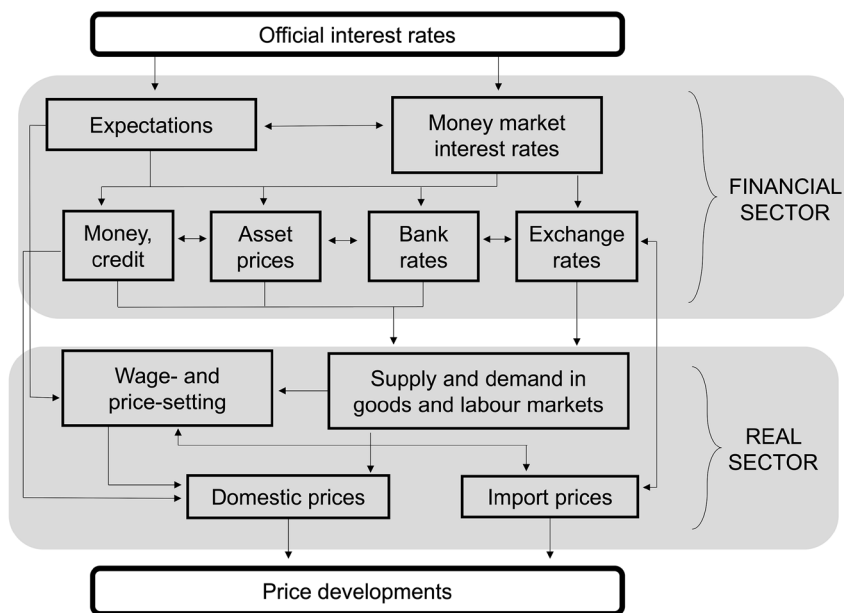 Official interest rates
Expectations
Money market
interest rates
FINANCIAL
SECTOR
Money,
credit
Asset
prices
Bank
rates
Exchange
rates
Wage- and
price-setting
Supply and demand in
goods and labour markets
REAL
SECTOR
Domestic prices
Import prices
Price developments